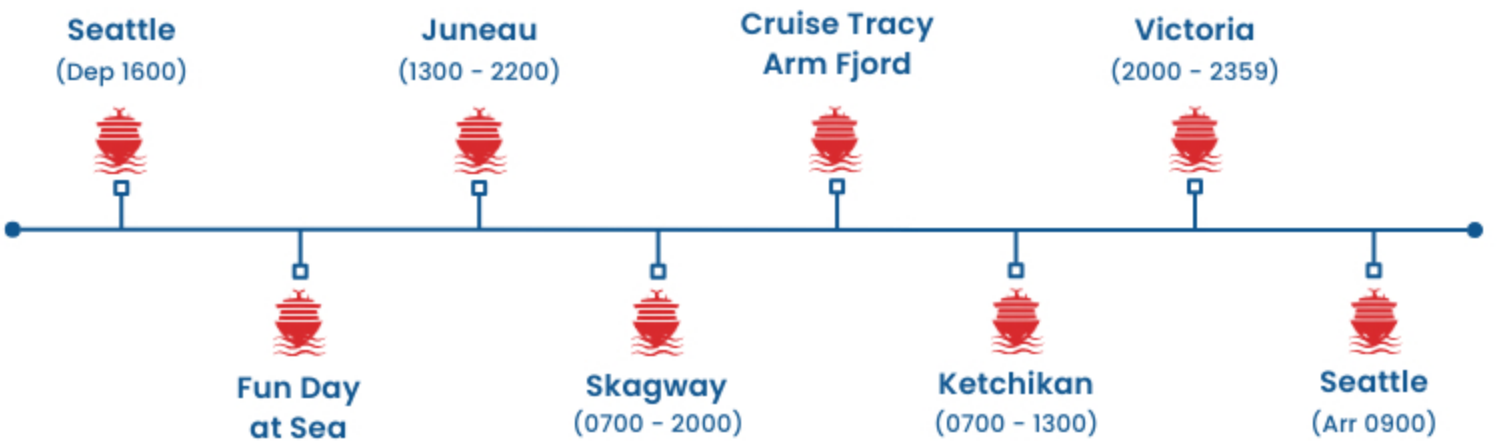 Seattle
(Dep 1600)
Fun Day
at Sea
Juneau
(1300 - 2200)
Skagway
(0700 - 2000)
Cruise Tracy
Arm Fjord
Ketchikan
(0700 - 1300)
Victoria
(2000 - 2359)
Seattle
(Arr 0900)